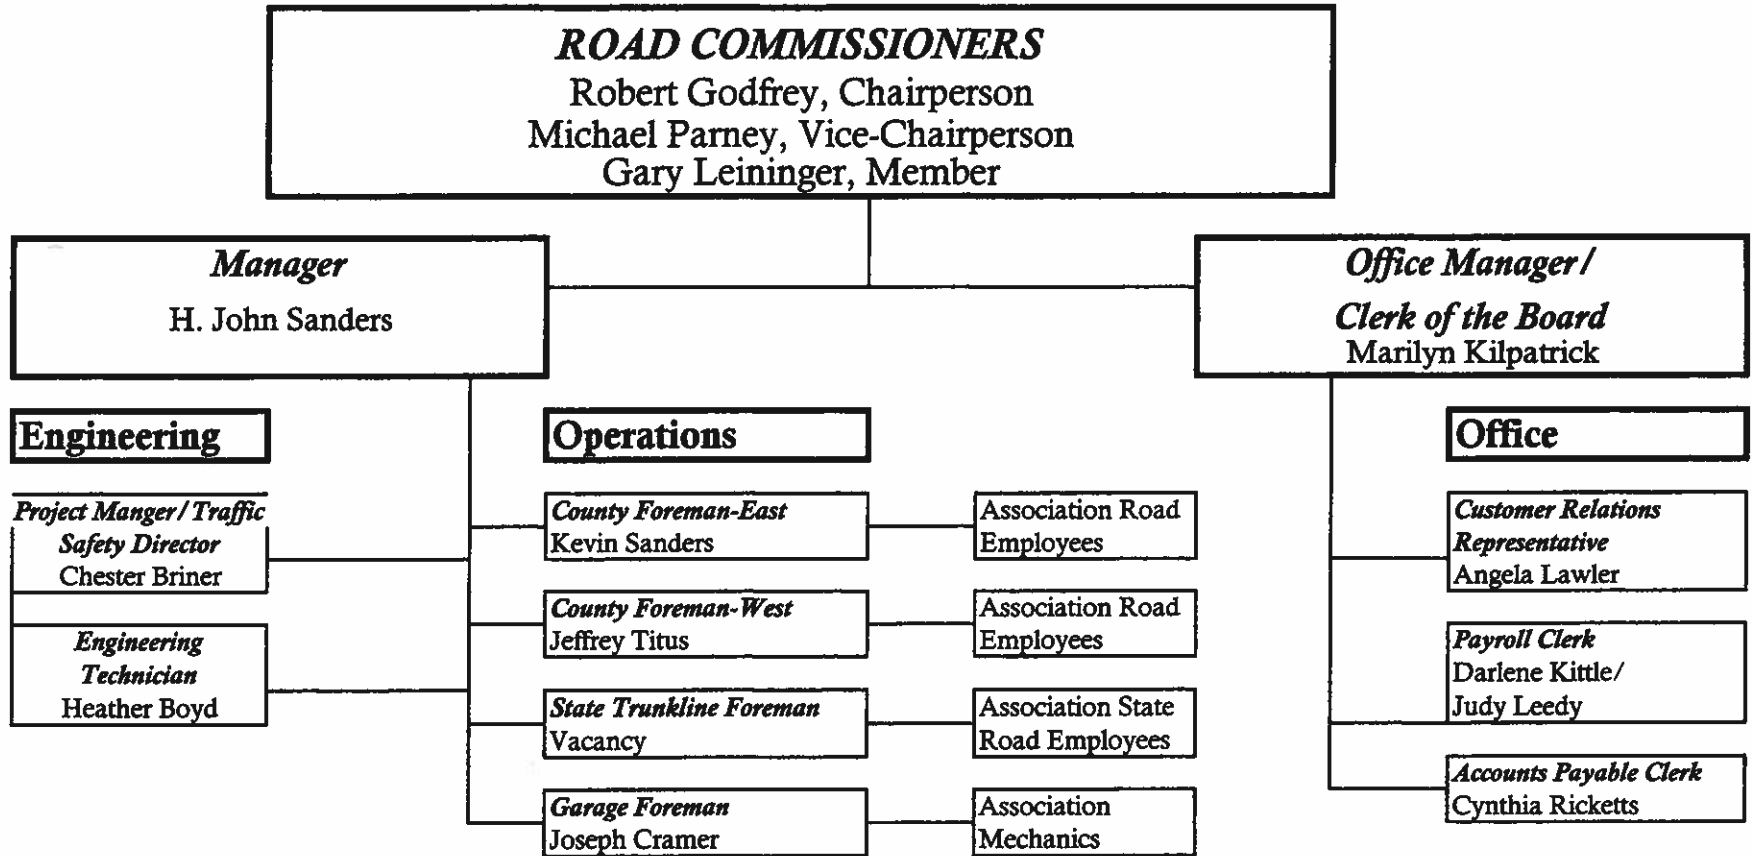 ROAD COMMISSIONERS
Robert Godfrey, Chairperson
Michael Parney, Vice-Chairperson
Gary Leininger, Member
Manager
H. John Sanders
Office Manager/
Clerk of the Board
Marilyn Kilpatrick
Engineering
Project Manger/Traffic
Safety Director
Chester Briner
Engineering
Technician
Heather Boyd
Operations
County Foreman-East
Kevin Sanders
Association Road
Employees
County Foreman-West
Jeffrey Titus
Association Road
Employees
State Trunkline Foreman
Vacancy
Association State
Road Employees
Garage Foreman
Joseph Cramer
Association
Mechanics
Office
Customer Relations
Representative
Angela Lawler
Payroll Clerk
Darlene Kittle/
Judy Leedy
Accounts Payable Clerk
Cynthia Ricketts